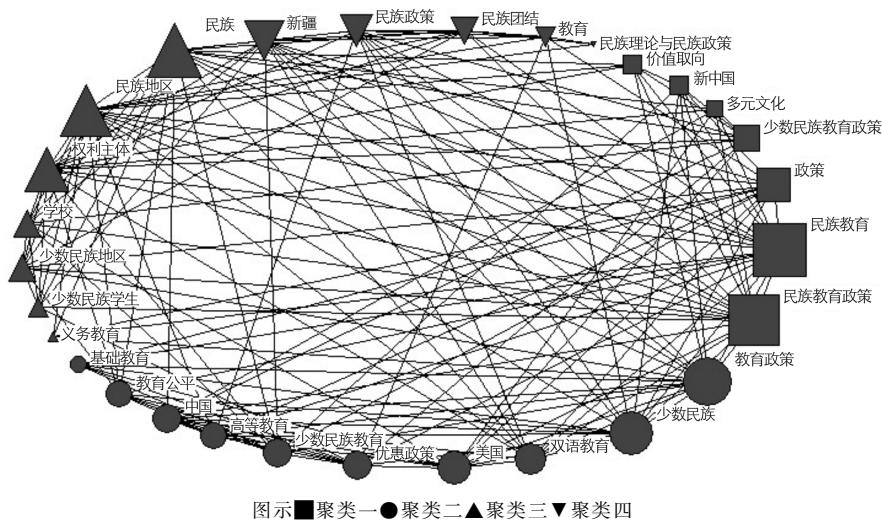 民族
新疆
民族政策
民族团结
教育
民族理论与民族政策
价值取向
新中国
多元文化
少数民族教育政策
政策
民族教育
民族教育政策
教育政策
少数民族
双语教育
美国
优惠政策
少数民族教育
高等教育
中国
教育公平
基础教育
义务教育
少数民族学生
少数民族地区
学校
权利主体
民族地区
图示■聚类一●聚类二▲聚类三▼聚类四